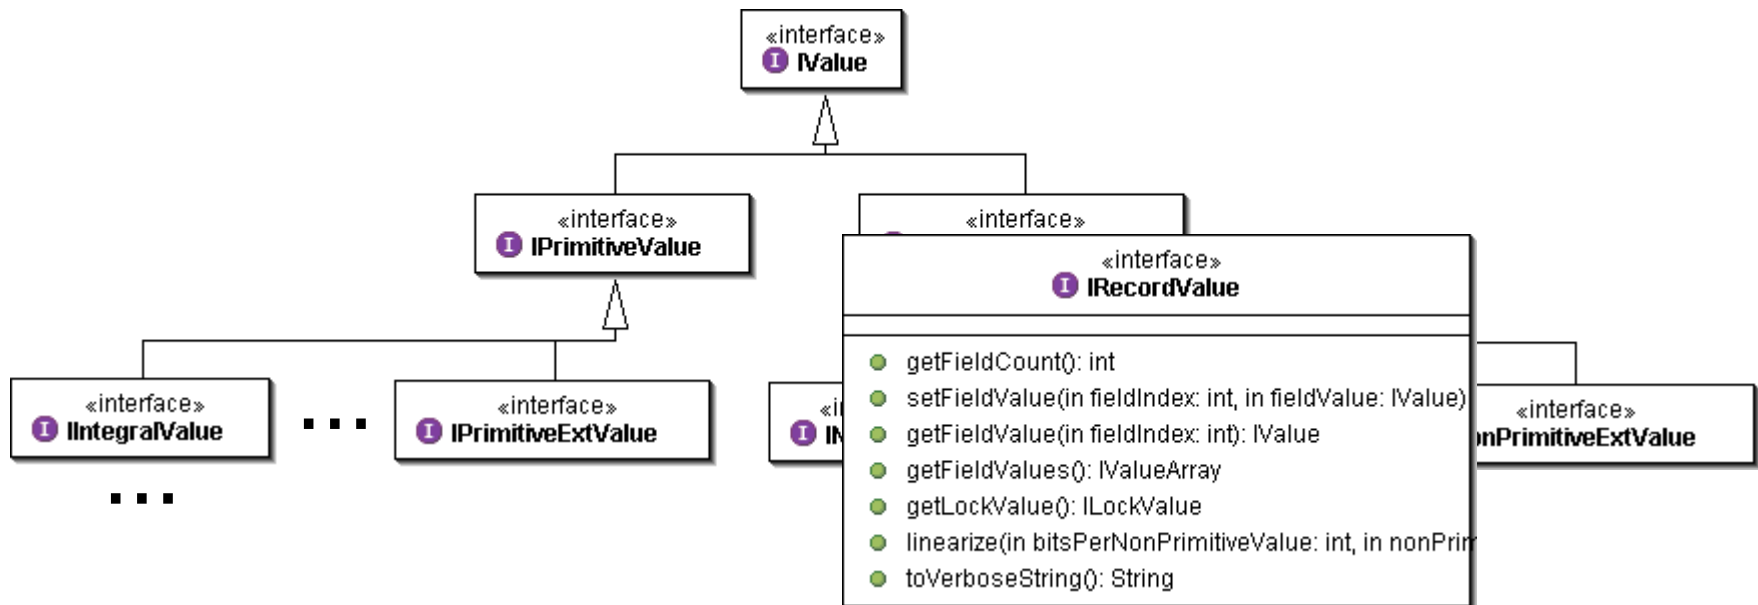 «interface»
I IValue
«interface»
I IPrimitiveValue
«interface»
«interface»
I IRecordValue
getFieldCount(): int
setFieldValue(in fieldIndex: int, in fieldValue: IValue)
getFieldValue(in fieldIndex: int): IValue
getFieldValues(): IValueArray
getLockValue(): ILockValue
linearize(in bitsPerNonPrimitiveValue: int, in nonPrim
toVerboseString(): String
«interface»
I IIntegralValue
...
«interface»
I IPrimitiveExtValue
«i
I IN
«interface»
onPrimitiveExtValue
...